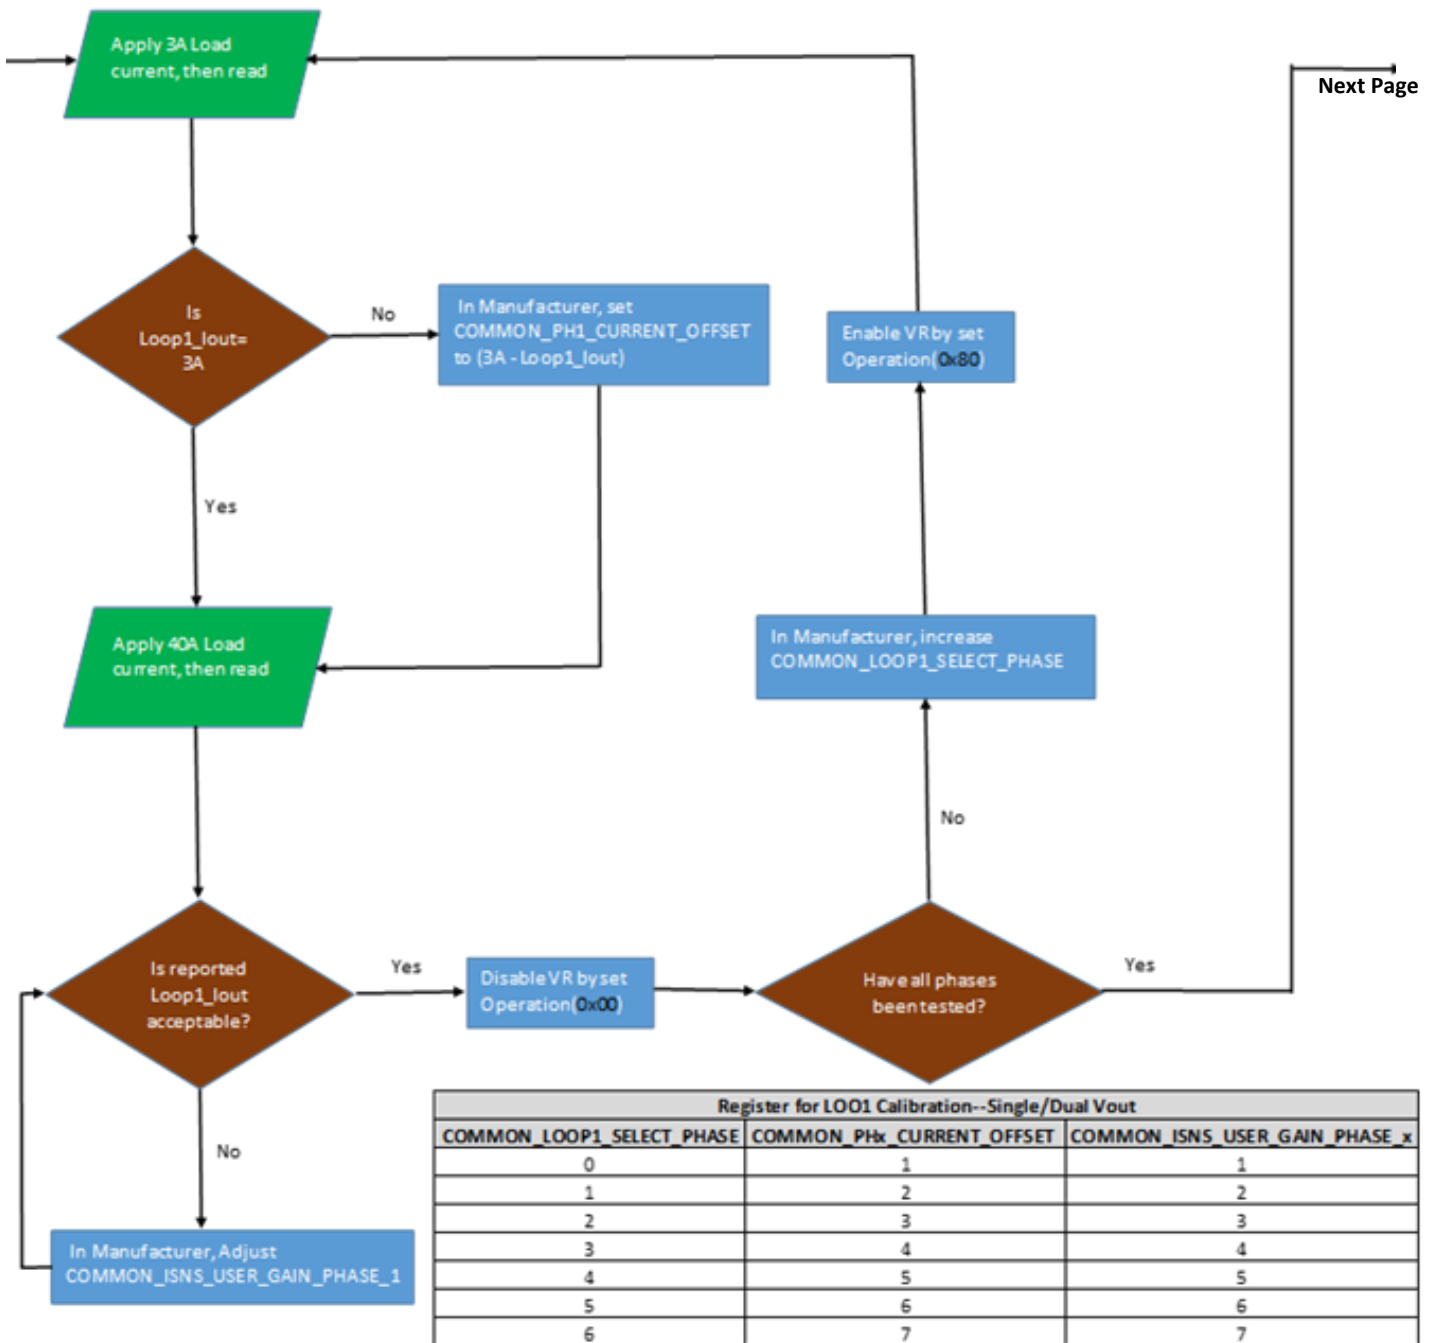 Apply 3A Load
current, then read
Next Page
Is
Loop1_Iout=
3A
No
In Manufacturer, set
COMMON_PH1_CURRENT_OFFSET
to (3A - Loop1_Iout)
Enable VR by set
Operation(0x80)
Yes
Apply 40A Load
current, then read
In Manufacturer, increase
COMMON_LOOP1_SELECT_PHASE
No
Is reported
Loop1_Iout
acceptable?
Yes
Disable VR by set
Operation(0x00)
Have all phases
been tested?
Yes
No
In Manufacturer, Adjust
COMMON_ISNS_USER_GAIN_PHASE_1
Register for LOO1 Calibration--Single/Dual Vout
COMMON_LOOP1_SELECT_PHASE COMMON_PHx_CURRENT_OFFSET COMMON_ISNS_USER_GAIN_PHASE_x
0 1 1
1 2 2
2 3 3
3 4 4
4 5 5
5 6 6
6 7 7